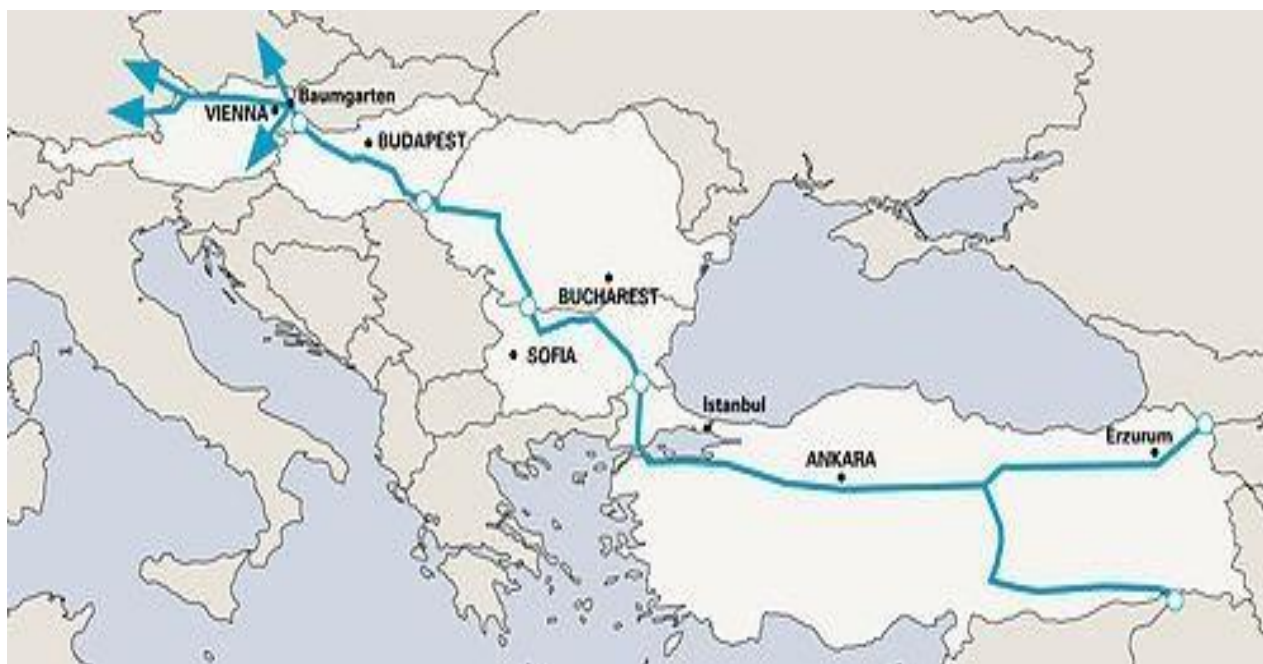 Baumgarten
VIENNA
BUDAPEST
BUCHAREST
SOFIA
Istanbul
Erzurum
ANKARA